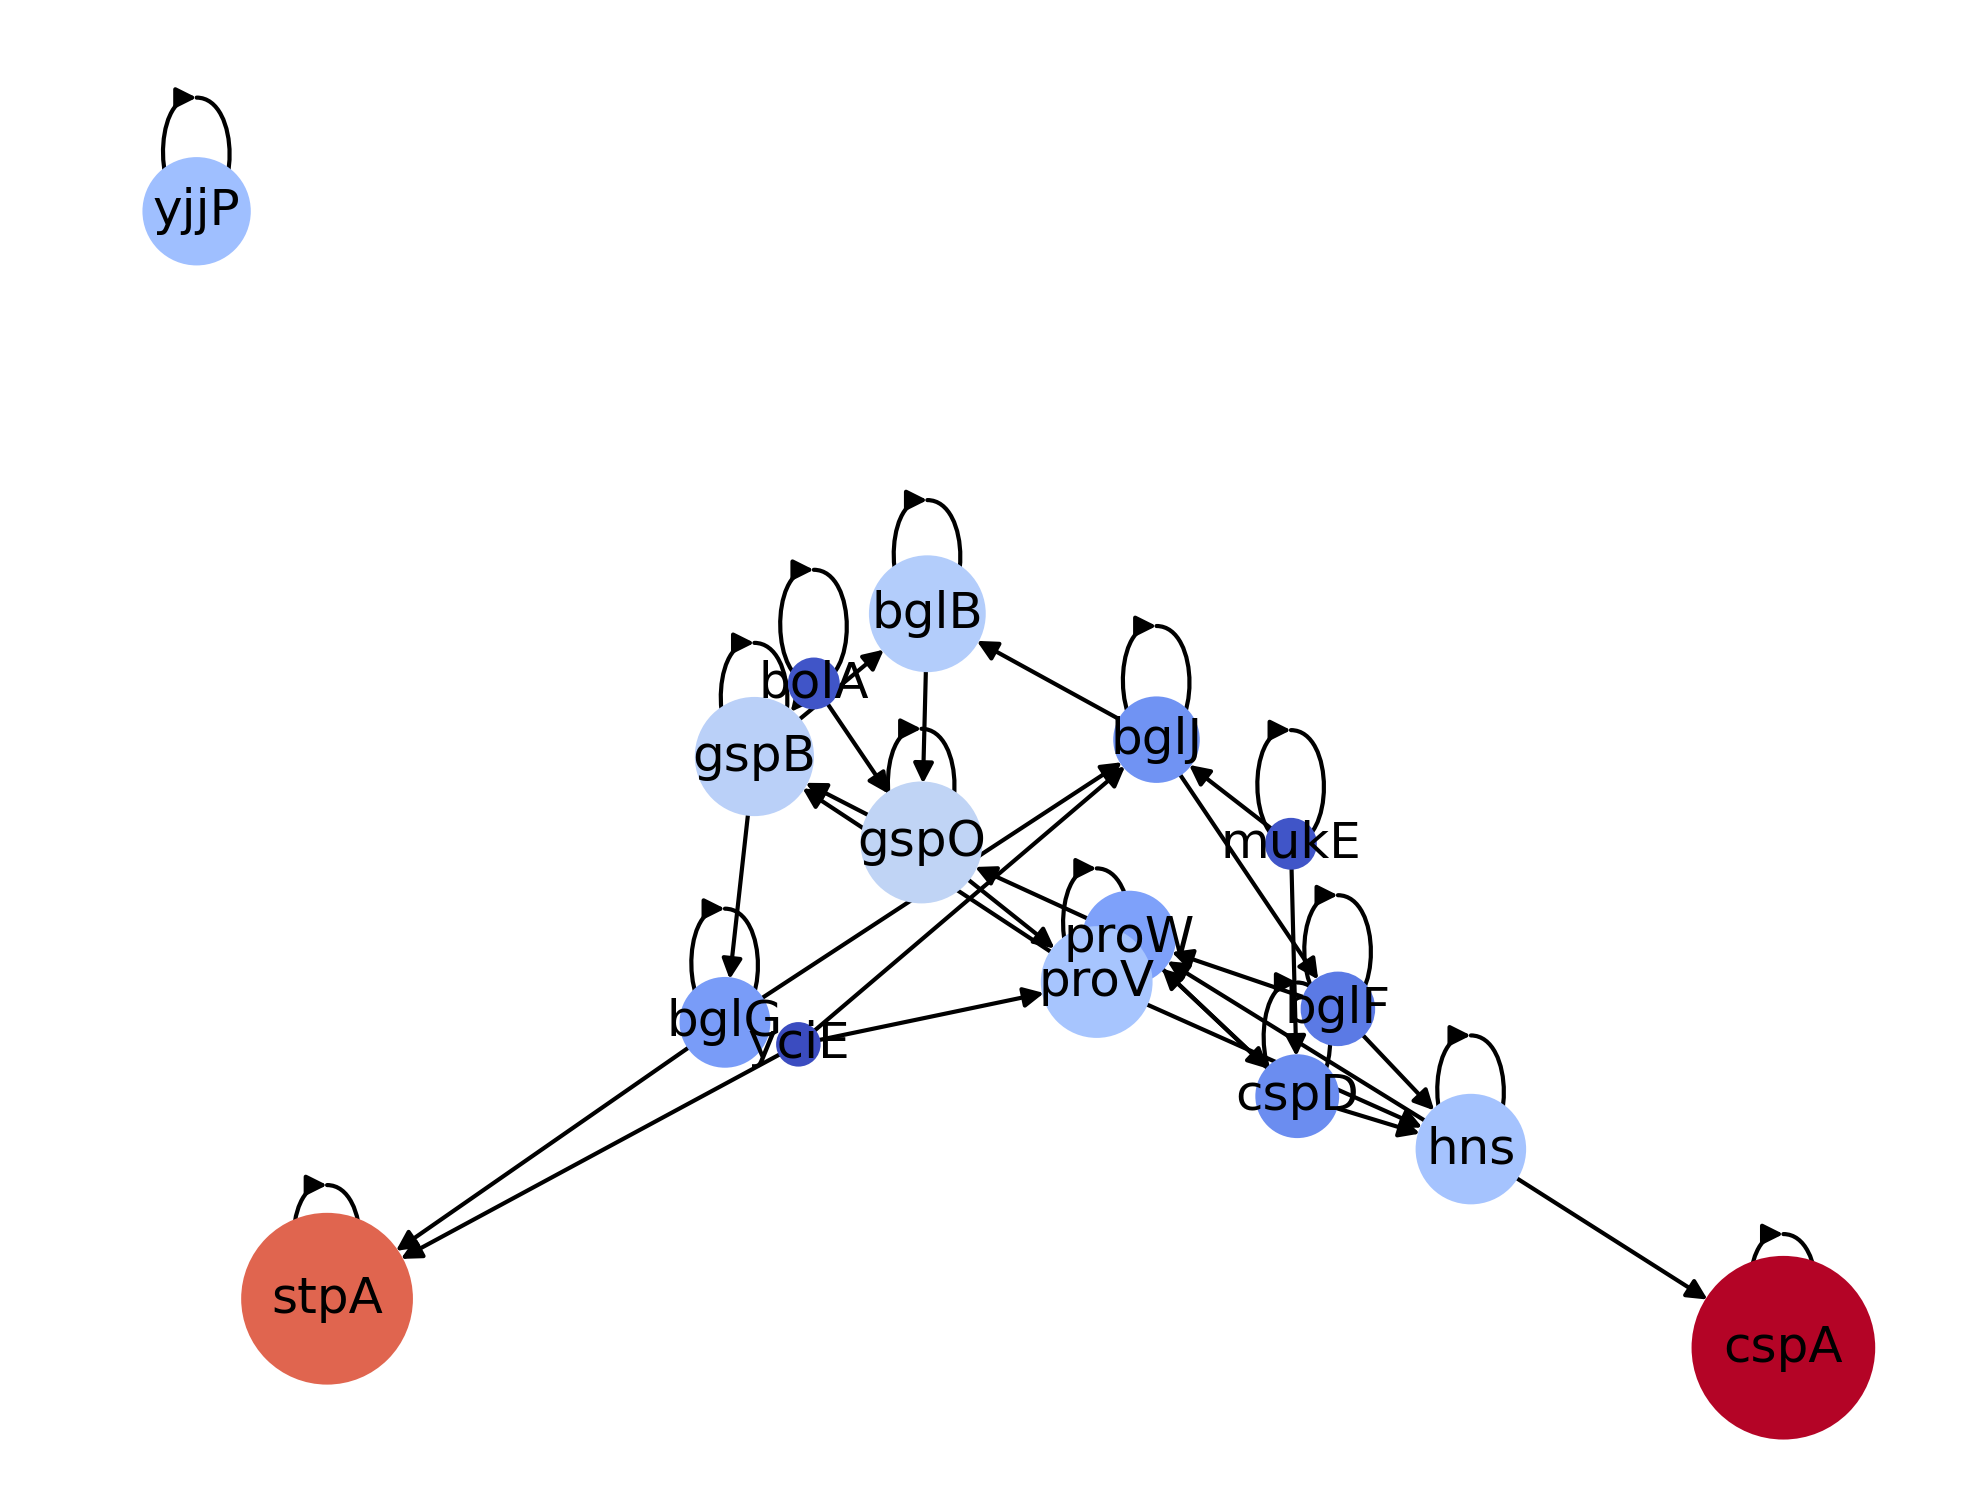 yjjP
bglB
bolA
bglJ
gspB
gspO
mukE
proW
proV
bglF
bglG
yciE
cspD
hns
stpA
cspA